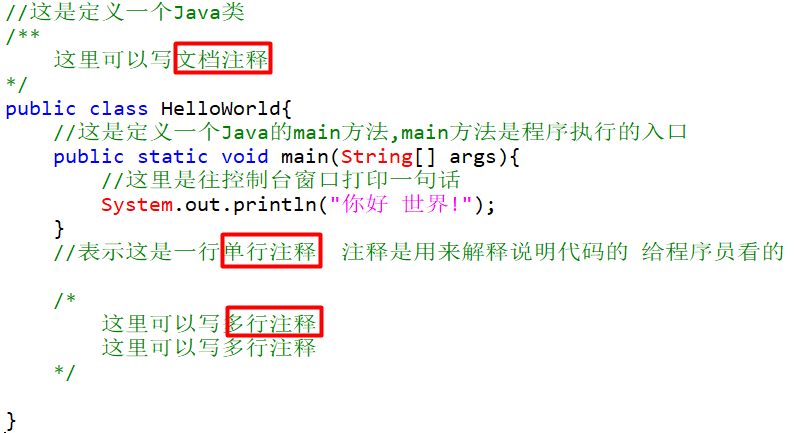 //这是定义一个Java类
/**
    这里可以写文档注释
*/
public class HelloWorld{
    //这是定义一个Java的main方法,main方法是程序执行的入口
    public static void main(String[] args){
        //这里是往控制台窗口打印一句话
        System.out.println("你好 世界!");
    }
    //表示这是一行单行注释  注释是用来解释说明代码的 给程序员看的
    /*
        这里可以写多行注释
        这里可以写多行注释
    */
}